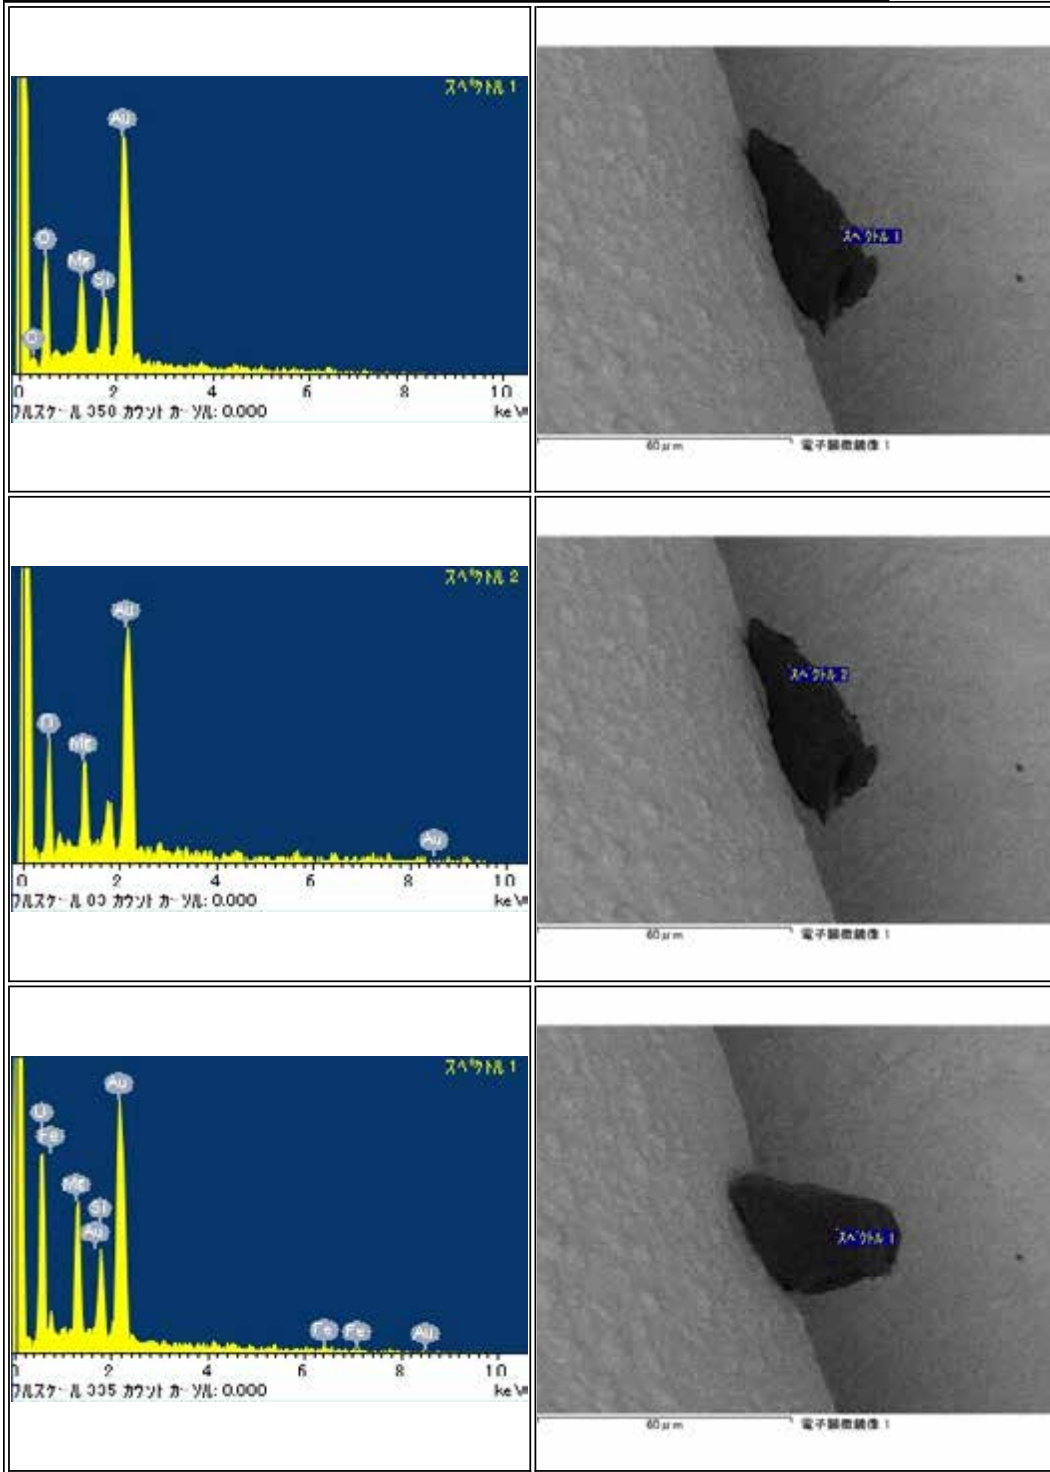 スペクトル 1
Au
O
Mg
Si
C
0 2 4 6 8 10
フルスケール 350 カウント カーソル: 0.000 keV
スペクトル 1
60μm 電子顕微鏡像 1
スペクトル 2
Au
O
Mg
Au
0 2 6 8 10
カウント カーソル: 0.000 keV
スペクトル 2
60μm 電子顕微鏡像 1
スペクトル 1
Au
O
Fe
Mg
Si
Au
Fe Fe Au
2 4 6 8 10
フルスケール 335 カウント カーソル: 0.000 keV
スペクトル 1
60μm 電子顕微鏡像 1